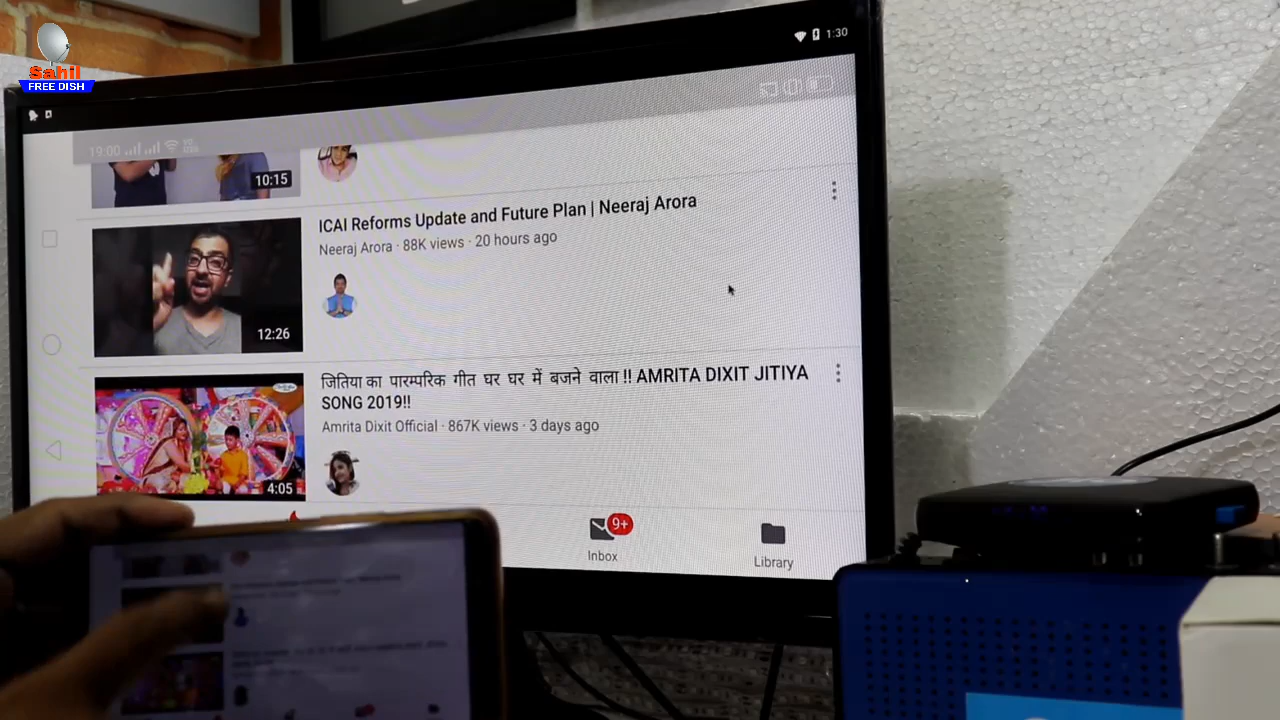 Sahil
FREE DISH
1:30
19:00
10:15
ICAI Reforms Update and Future Plan | Neeraj Arora
Neeraj Arora · 88K views · 20 hours ago
12:26
जितिया का पारम्परिक गीत घर घर में बजने वाला !! AMRITA DIXIT JITIYA
SONG 2019!!
Amrita Dixit Official · 867K views · 3 days ago
4:05
9+
Inbox
Library